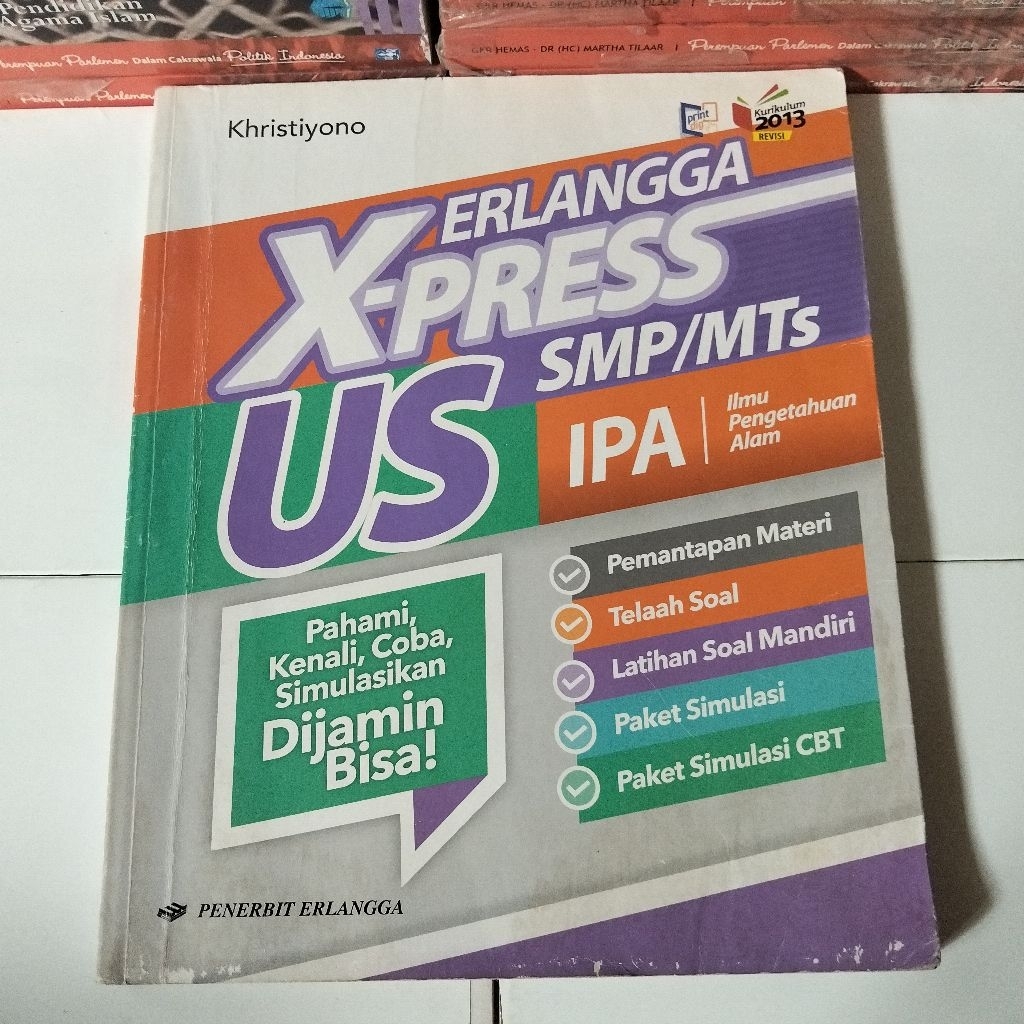 Pendidikan
Agama Islam
Perempuan Parlemen Dalam Cakrawala Politik Indonesia
GKR HEMAS - DR (HC) MARTHA TILAAR | Perempuan Parlemen Dalam Cakrawala Politik Indonesia
Khristiyono
print
Kurikulum
2013
REVISI
ERLANGGA
X-PRESS
US
SMP/MTs
IPA
Ilmu
Pengetahuan
Alam
Pahami,
Kenali, Coba,
Simulasikan
Dijamin
Bisa!
Pemantapan Materi
Telaah Soal
Latihan Soal Mandiri
Paket Simulasi
Paket Simulasi CBT
PENERBIT ERLANGGA